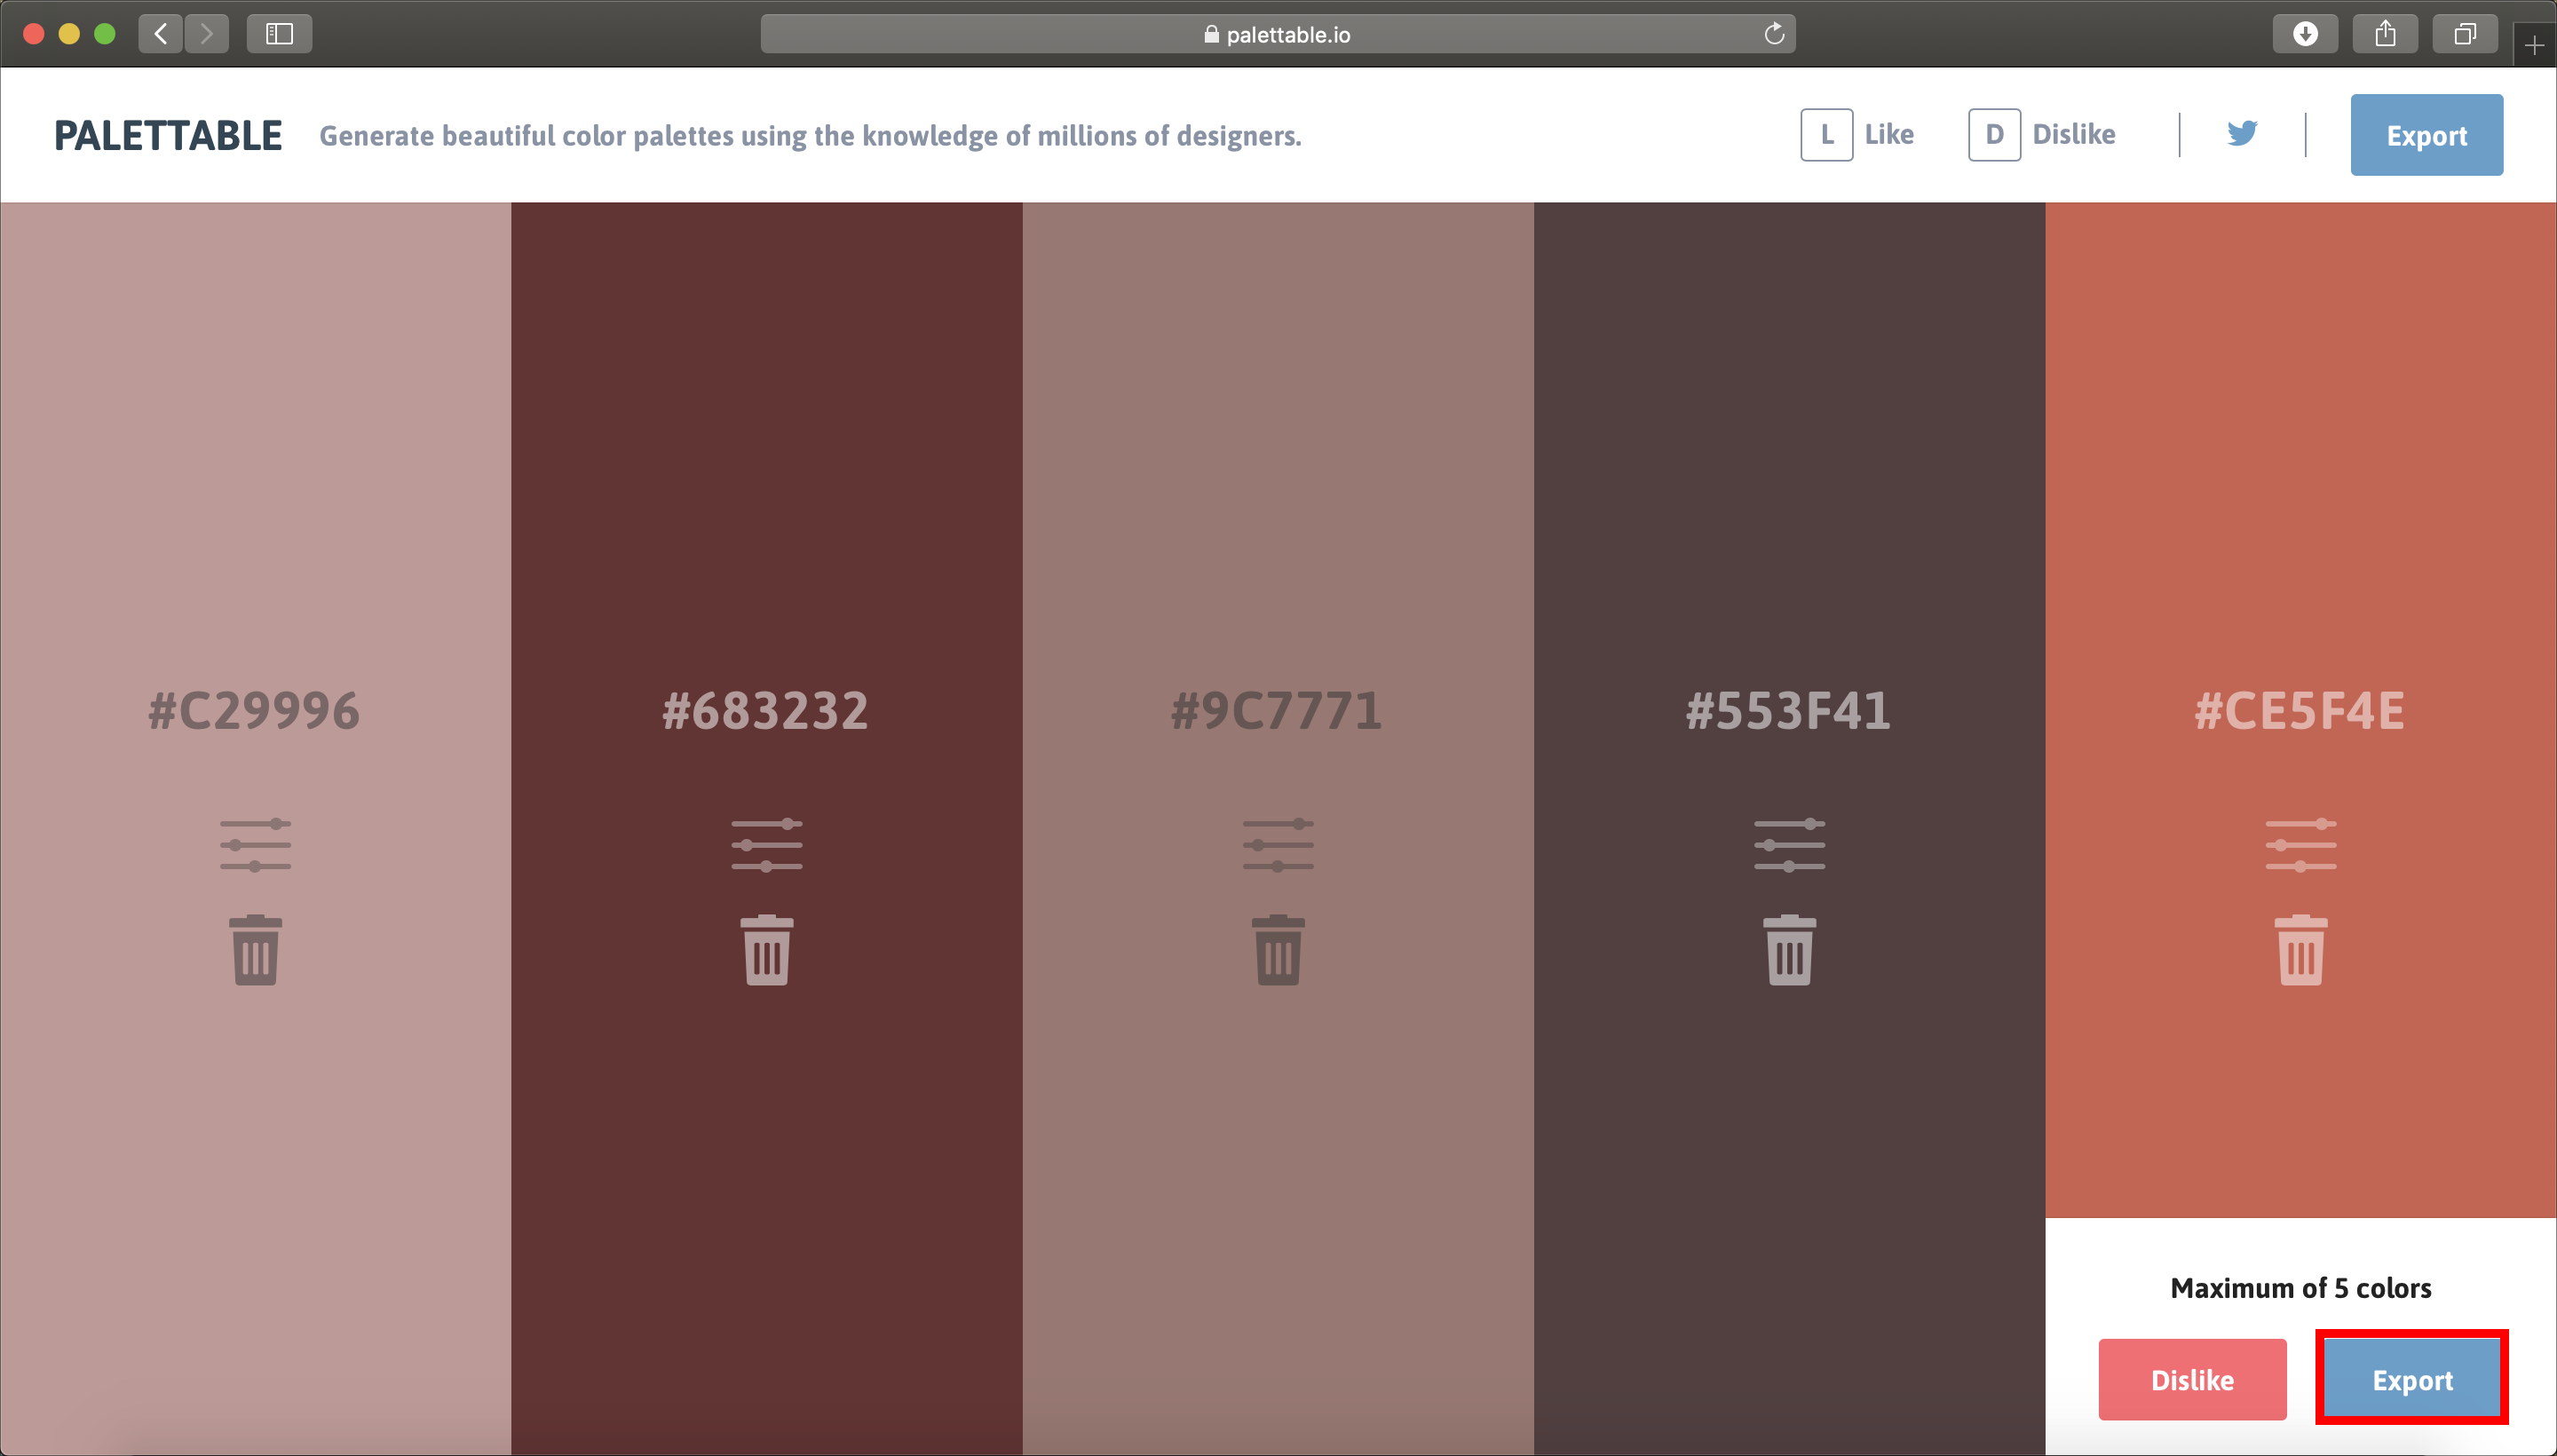 palettable.io
PALETTABLE Generate beautiful color palettes using the knowledge of millions of designers. L Like D Dislike Export
#C29996 #683232 #9C7771 #553F41 #CE5F4E
Maximum of 5 colors
Dislike Export